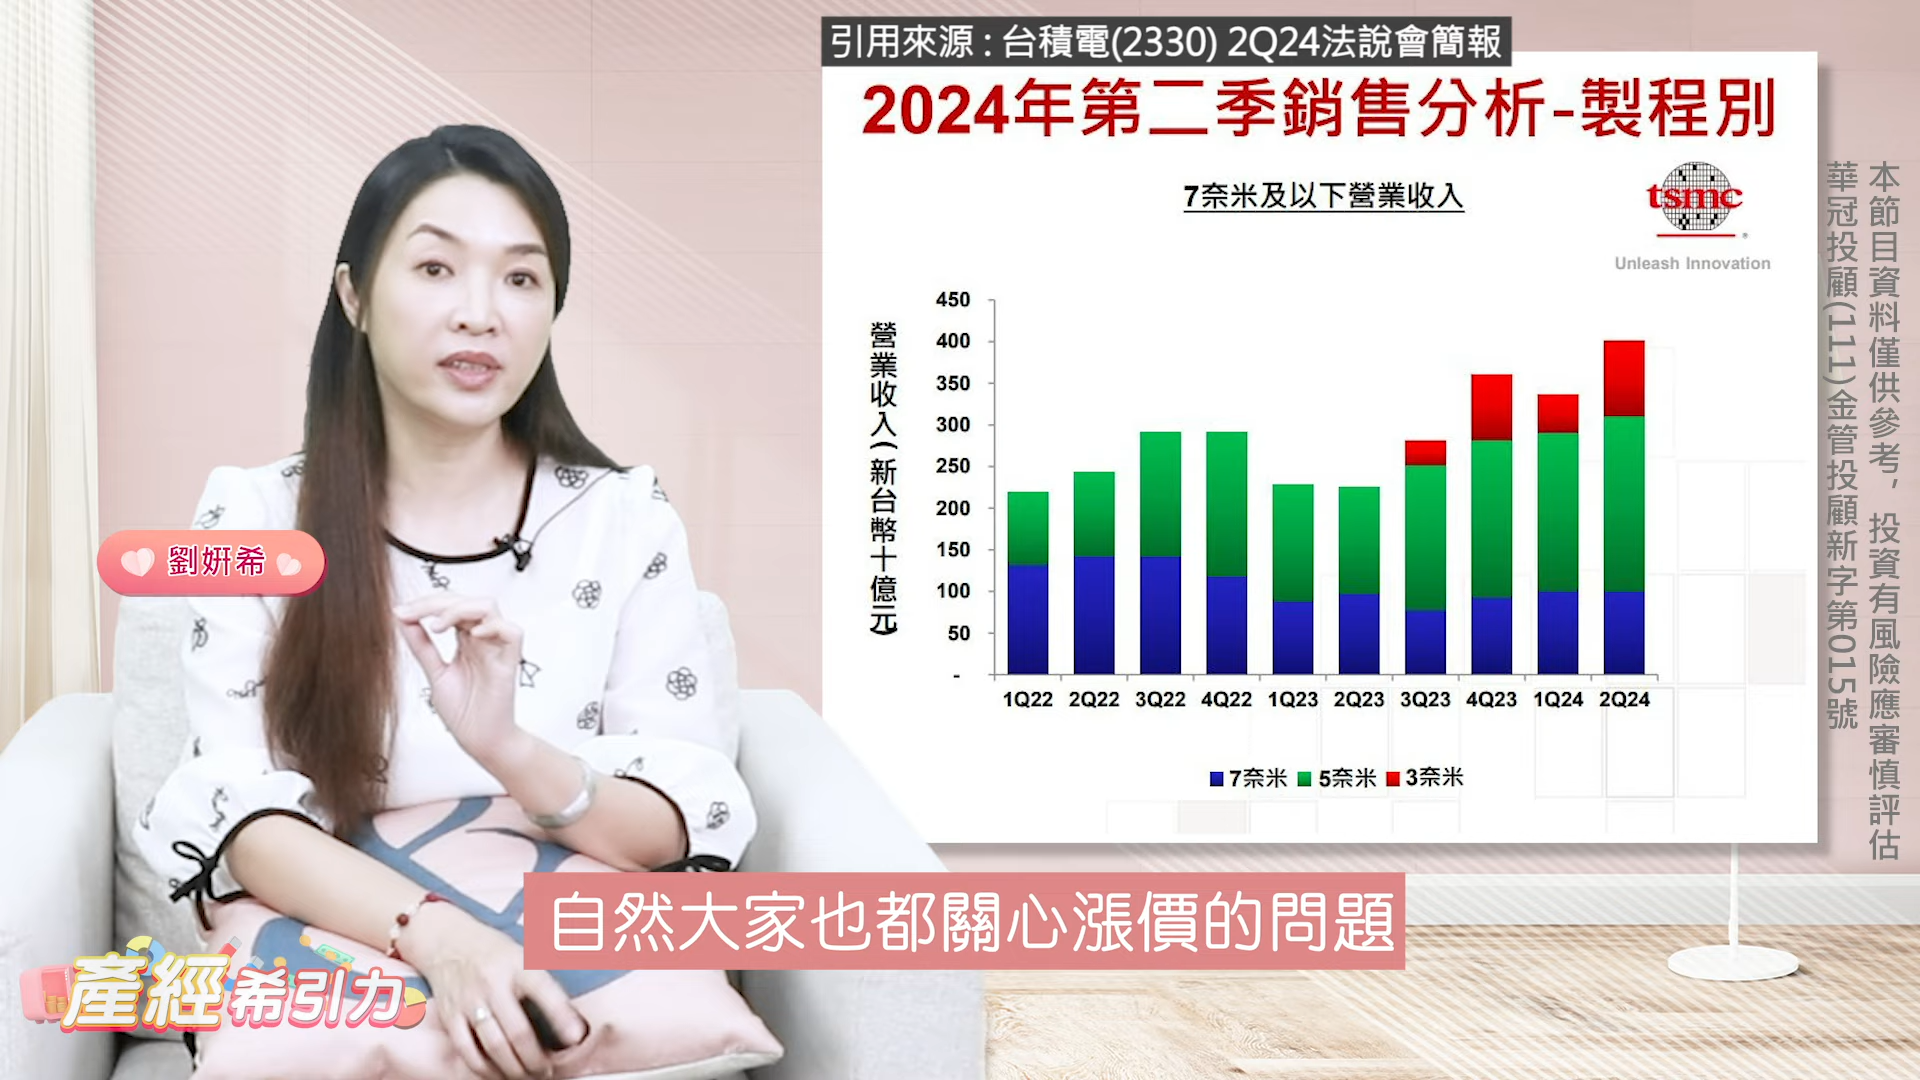 引用來源 : 台積電(2330) 2Q24法說會簡報
2024年第二季銷售分析-製程別
7奈米及以下營業收入
tsmc
®
Unleash Innovation
營業收入(新台幣十億元)
450
400
350
300
250
200
150
100
50
-
1Q22 2Q22 3Q22 4Q22 1Q23 2Q23 3Q23 4Q23 1Q24 2Q24
7奈米 5奈米 3奈米
本節目資料僅供參考，投資有風險應審慎評估
華冠投顧(111)金管投顧新字第015號
劉妍希
自然大家也都關心漲價的問題
產經希引力